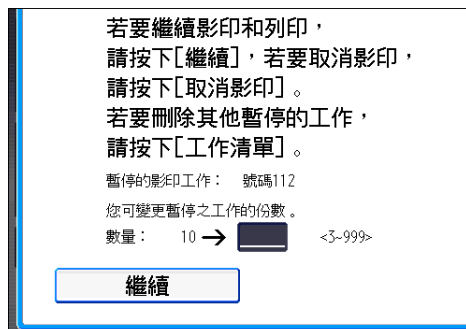 若要繼續影印和列印，
請按下[繼續]，若要取消影印，
請按下[取消影印]。
若要刪除其他暫停的工作，
請按下[工作清單]。
暫停的影印工作： 號碼112
您可變更暫停之工作的份數。
數量： 10 → <3~999>
繼續